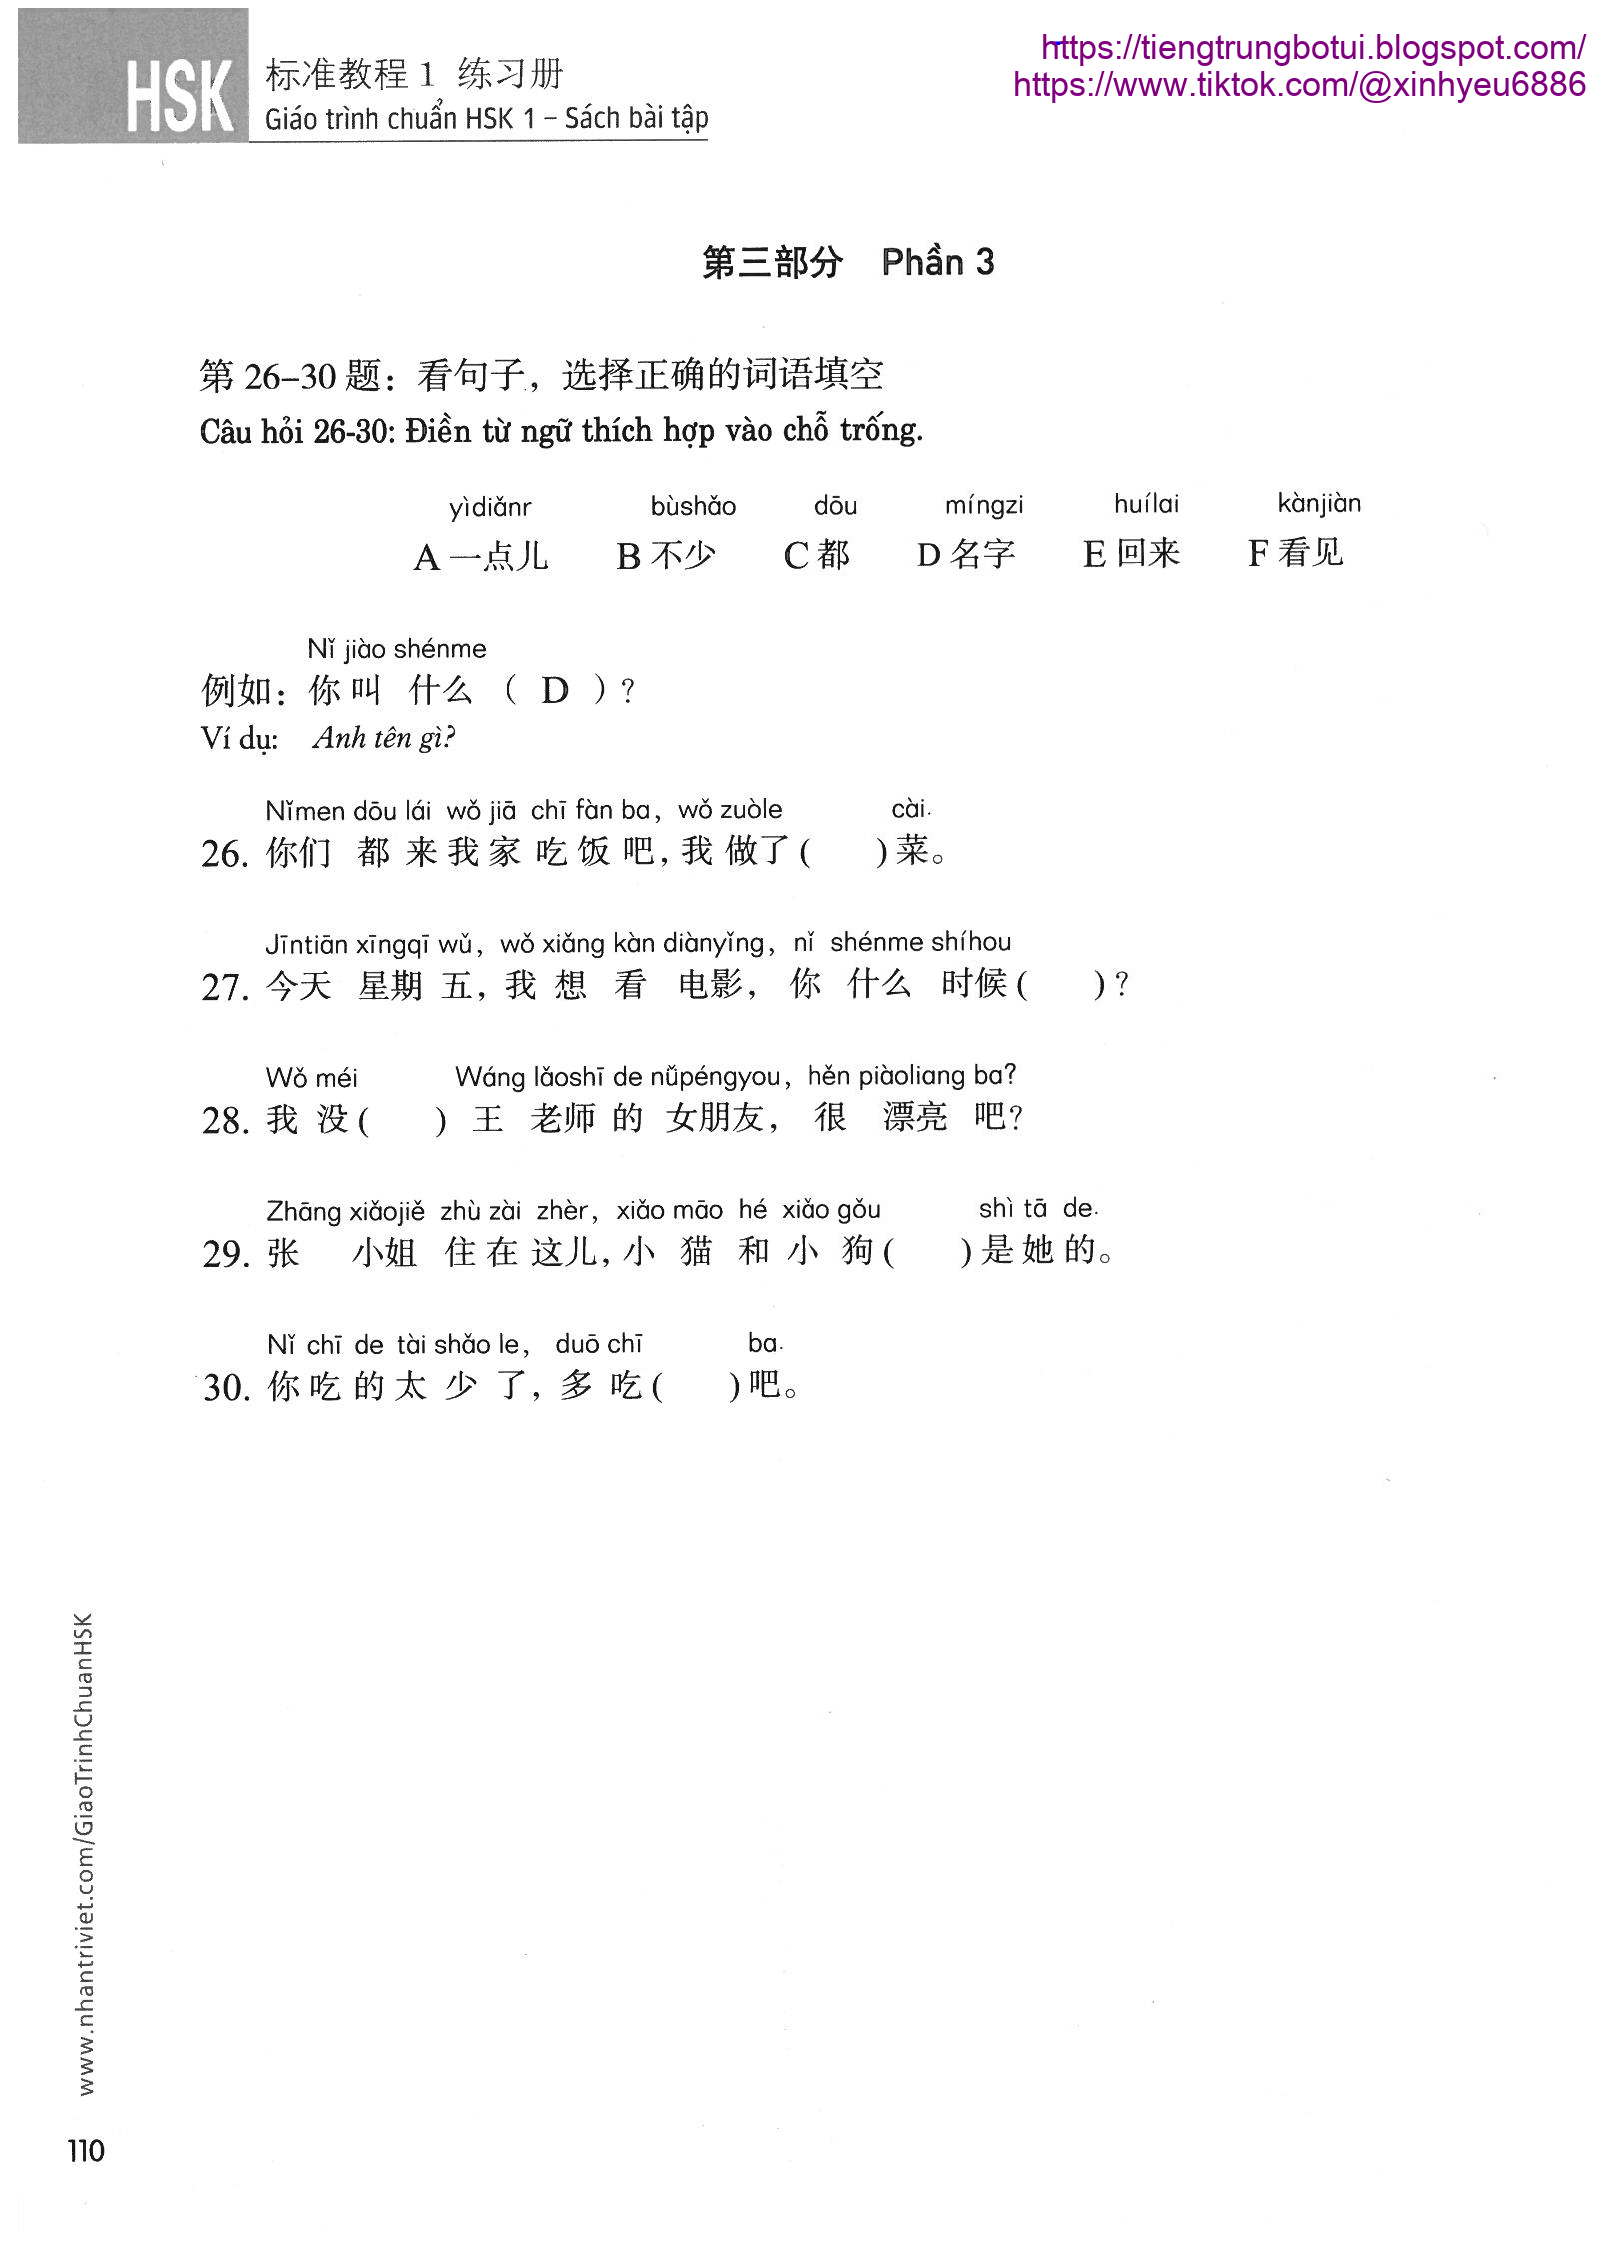 https://tiengtrungbotui.blogspot.com/
https://www.tiktok.com/@xinhyeu6886
HSK
标准教程1 练习册
Giáo trình chuẩn HSK 1 – Sách bài tập
第三部分 Phần 3
第 26–30 题：看句子，选择正确的词语填空
Câu hỏi 26-30: Điền từ ngữ thích hợp vào chỗ trống.
yìdiǎnr bùshǎo dōu míngzi huílai kànjiàn
A 一点儿 B 不少 C 都 D 名字 E 回来 F 看见
Nǐ jiào shénme
例如：你叫 什么 （ D ）?
Ví dụ: Anh tên gì?
Nǐmen dōu lái wǒ jiā chī fàn ba, wǒ zuòle cài.
26. 你们 都 来 我 家 吃 饭 吧, 我 做了 ( ) 菜。
Jīntiān xīngqī wǔ, wǒ xiǎng kàn diànyǐng, nǐ shénme shíhou
27. 今天 星期 五, 我 想 看 电影, 你 什么 时候 ( )?
Wǒ méi Wáng lǎoshī de nǚpéngyou, hěn piàoliang ba?
28. 我 没 ( ) 王 老师 的 女朋友, 很 漂亮 吧?
Zhāng xiǎojiě zhù zài zhèr, xiǎo māo hé xiǎo gǒu shì tā de.
29. 张 小姐 住 在 这儿, 小 猫 和 小 狗 ( ) 是 她 的。
Nǐ chī de tài shǎo le, duō chī ba.
30. 你 吃 的 太 少 了, 多 吃 ( ) 吧。
www.nhantriviet.com/GiaoTrinhChuanHSK
110